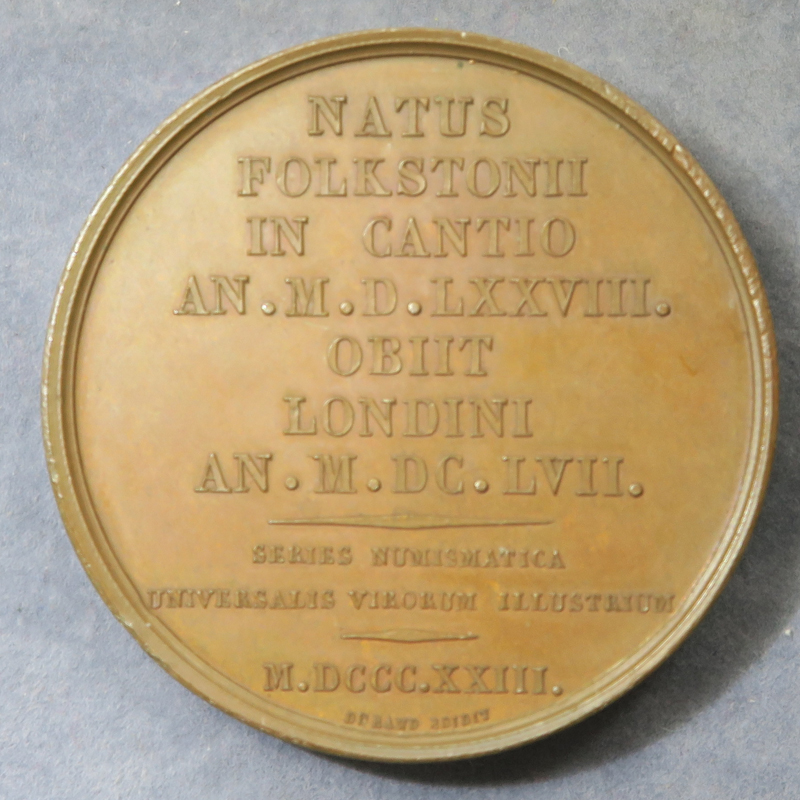 NATUS
FOLKSTONII
IN CANTIO
AN.M.D.LXXVIII.
OBIIT
LONDINI
AN.M.DC.LVII.
SERIES NUMISMATICA
UNIVERSALIS VIRORUM ILLUSTRIUM
M.DCCC.XXIII.
DURAND EDIDIT